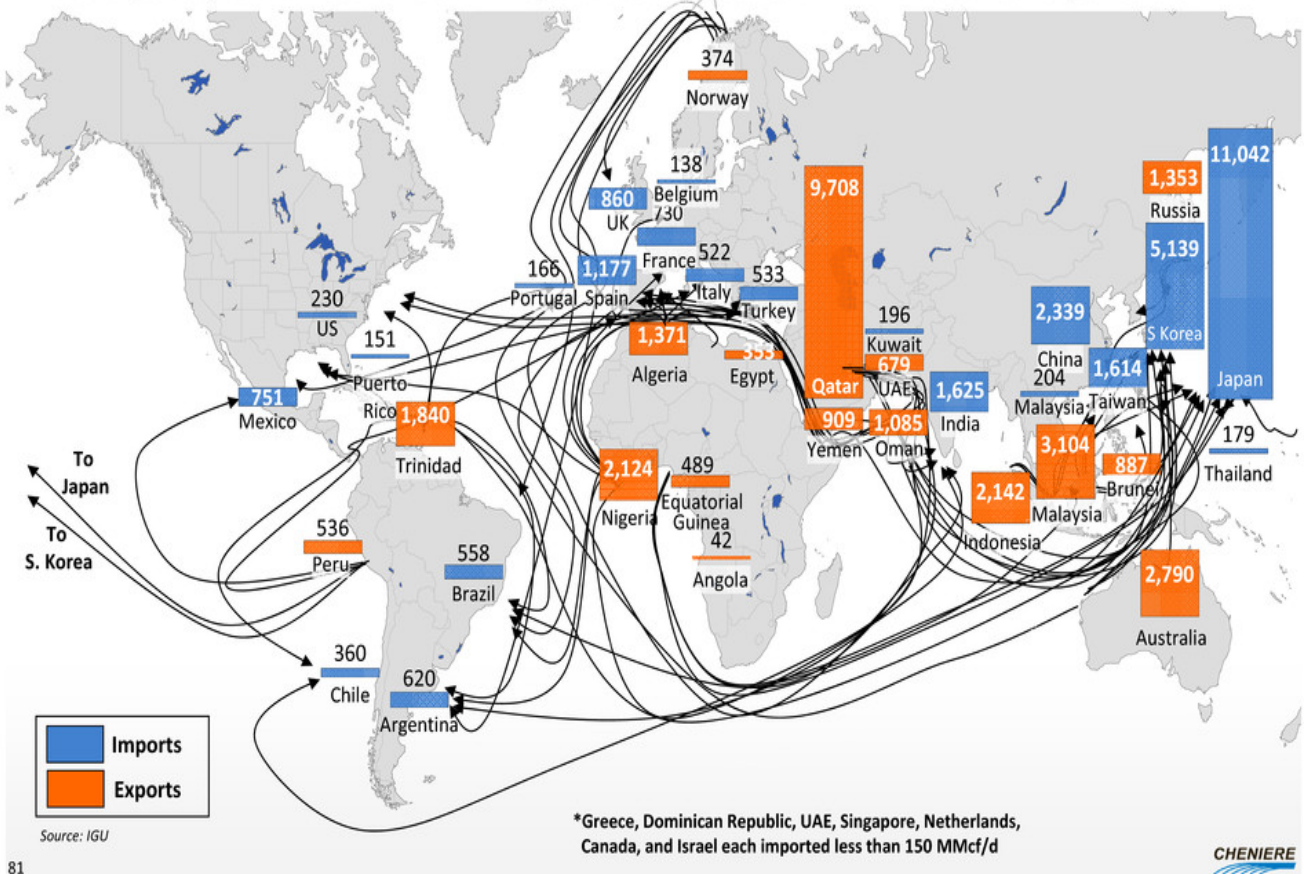 374
Norway
138
Belgium
860
UK
730
France
522
Italy
533
Turkey
166
Portugal
1,177
Spain
230
US
151
Puerto
Rico
751
Mexico
1,840
Trinidad
1,371
Algeria
353
Egypt
9,708
Qatar
196
Kuwait
679
UAE
909
Yemen
1,085
Oman
1,625
India
2,339
China
204
Malaysia
1,614
Taiwan
1,353
Russia
5,139
S Korea
11,042
Japan
179
Thailand
3,104
Malaysia
887
Brunei
2,142
Indonesia
2,790
Australia
2,124
Nigeria
489
Equatorial
Guinea
42
Angola
To
Japan
To
S. Korea
536
Peru
558
Brazil
360
Chile
620
Argentina
Imports
Exports
Source: IGU
*Greece, Dominican Republic, UAE, Singapore, Netherlands,
Canada, and Israel each imported less than 150 MMcf/d
81
CHENIERE